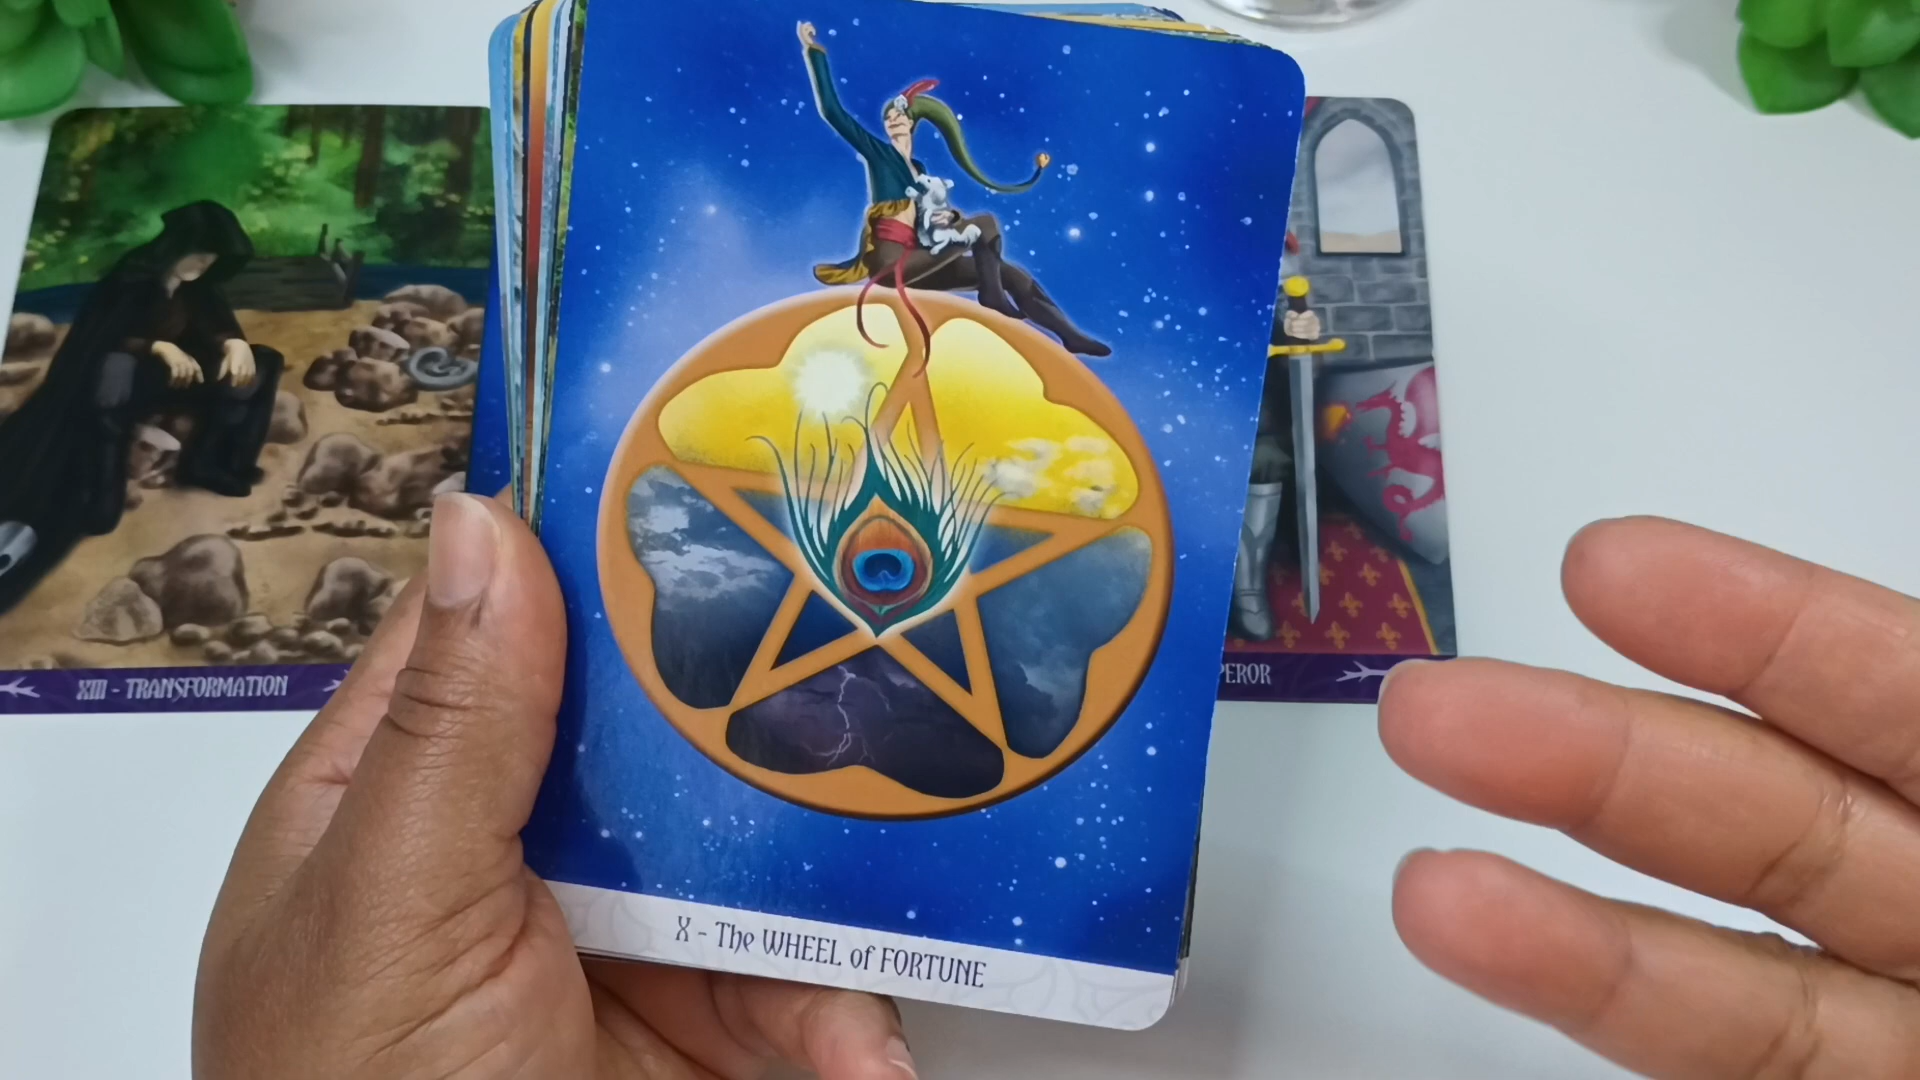 XIII - TRANSFORMATION
PEROR
X - The WHEEL of FORTUNE